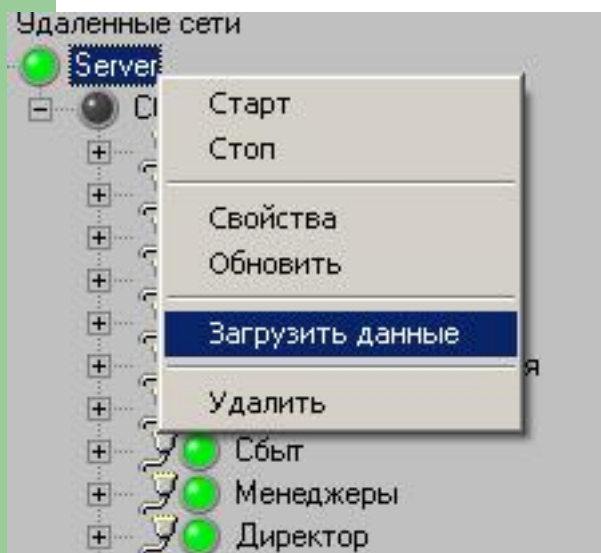 Удаленные сети
Server
Старт
Стоп
Свойства
Обновить
Загрузить данные
Удалить
Сбыт
Менеджеры
Директор